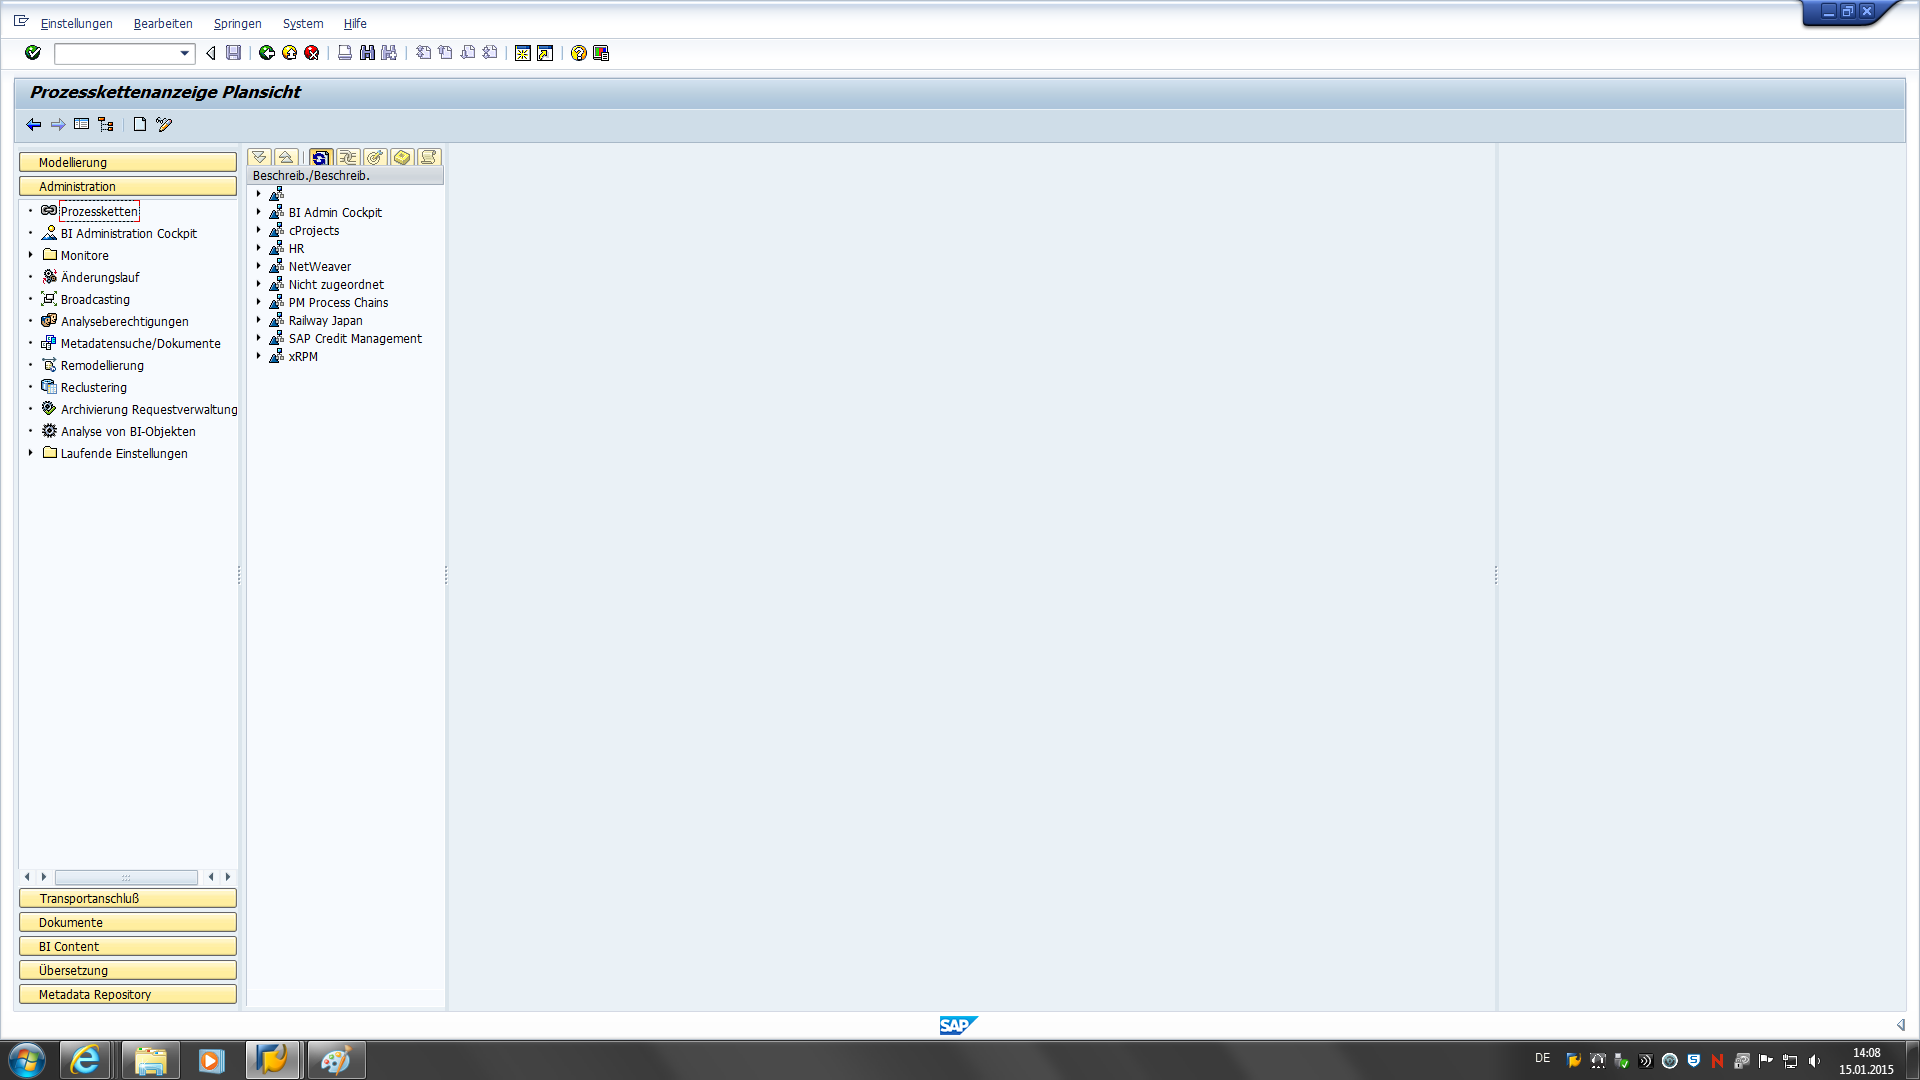 Einstellungen Bearbeiten Springen System Hilfe
Prozesskettenanzeige Plansicht
Modellierung
Administration
Prozessketten
BI Administration Cockpit
Monitore
Änderungslauf
Broadcasting
Analyseberechtigungen
Metadatensuche/Dokumente
Remodellierung
Reclustering
Archivierung Requestverwaltung
Analyse von BI-Objekten
Laufende Einstellungen
Transportanschluß
Dokumente
BI Content
Übersetzung
Metadata Repository
Beschreib./Beschreib.
BI Admin Cockpit
cProjects
HR
NetWeaver
Nicht zugeordnet
PM Process Chains
Railway Japan
SAP Credit Management
xRPM
SAP
DE
14:08
15.01.2015